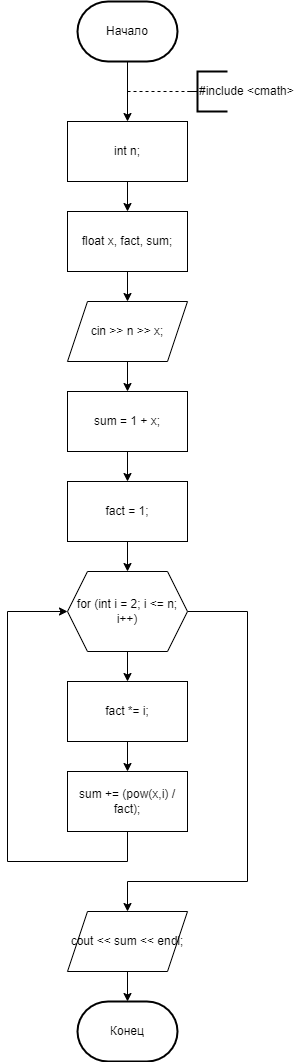 Начало
#include <cmath>
int n;
float x, fact, sum;
cin >> n >> x;
sum = 1 + x;
fact = 1;
for (int i = 2; i <= n;
i++)
fact *= i;
sum += (pow(x,i) /
fact);
cout << sum << endl;
Конец